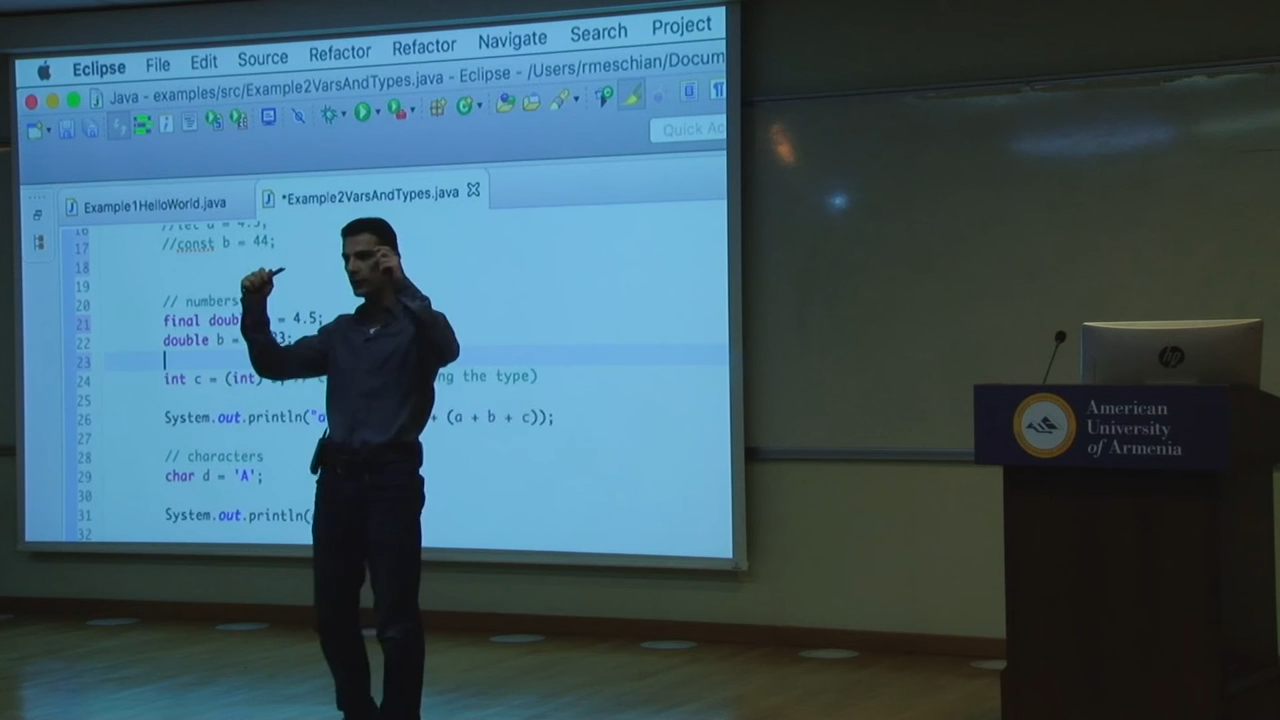 Eclipse File Edit Source Refactor Refactor Navigate Search Project
Java - examples/src/Example2VarsAndTypes.java - Eclipse - /Users/rmeschian/Docum
Quick Ac
Example1HelloWorld.java *Example2VarsAndTypes.java
16
17 //const b = 44;
18
19
20 // numbers
21 final doub = 4.5;
22 double b =
23
24 int c = (int) ng the type)
25
26 System.out.println("a + (a + b + c));
27
28 // characters
29 char d = 'A';
30
31 System.out.println(
32
hp
American
University
of Armenia